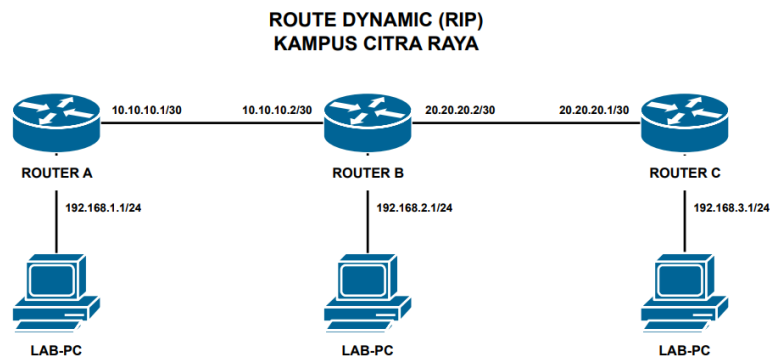 ROUTE DYNAMIC (RIP)
KAMPUS CITRA RAYA
10.10.10.1/30
10.10.10.2/30
20.20.20.2/30
20.20.20.1/30
ROUTER A
ROUTER B
ROUTER C
192.168.1.1/24
192.168.2.1/24
192.168.3.1/24
LAB-PC
LAB-PC
LAB-PC